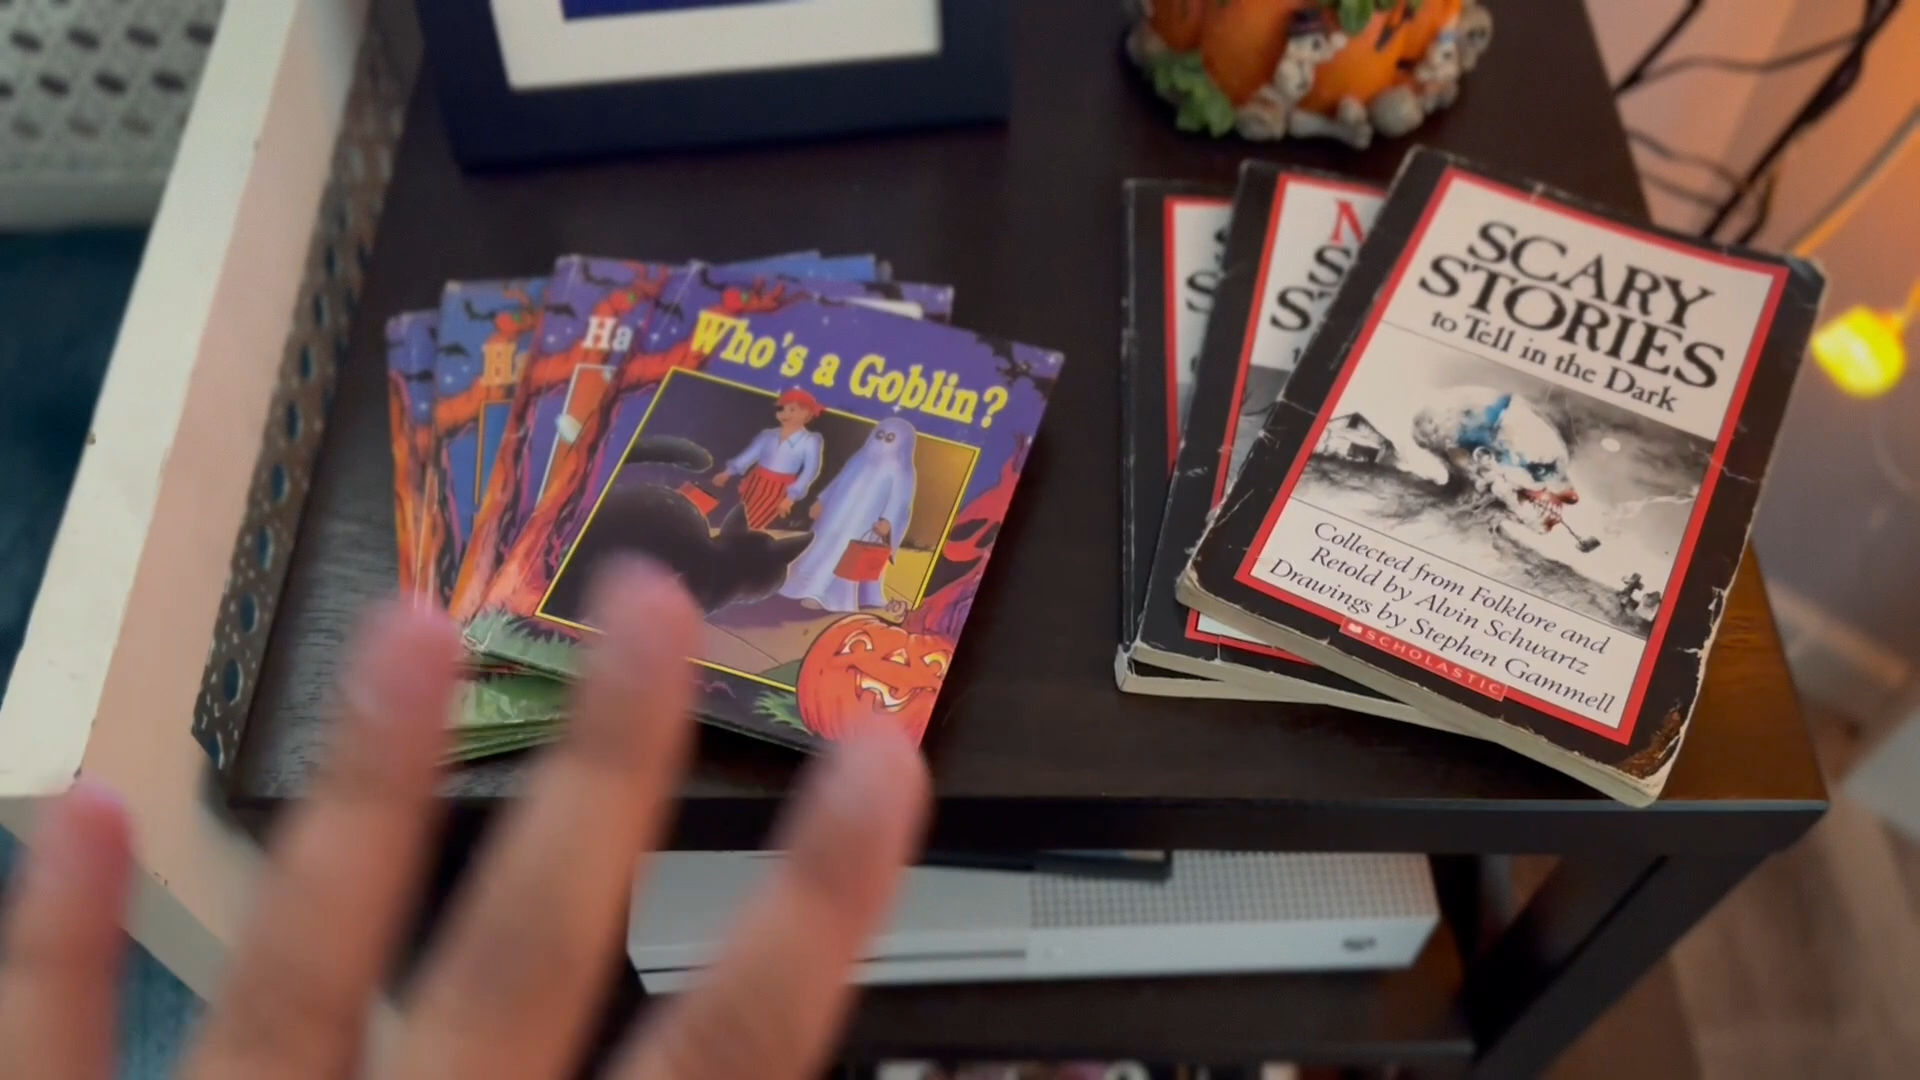 Who's a Goblin?
Ha
SCARY
STORIES
to Tell in the Dark
Collected from Folklore and
Retold by Alvin Schwartz
Drawings by Stephen Gammell
SCHOLASTIC